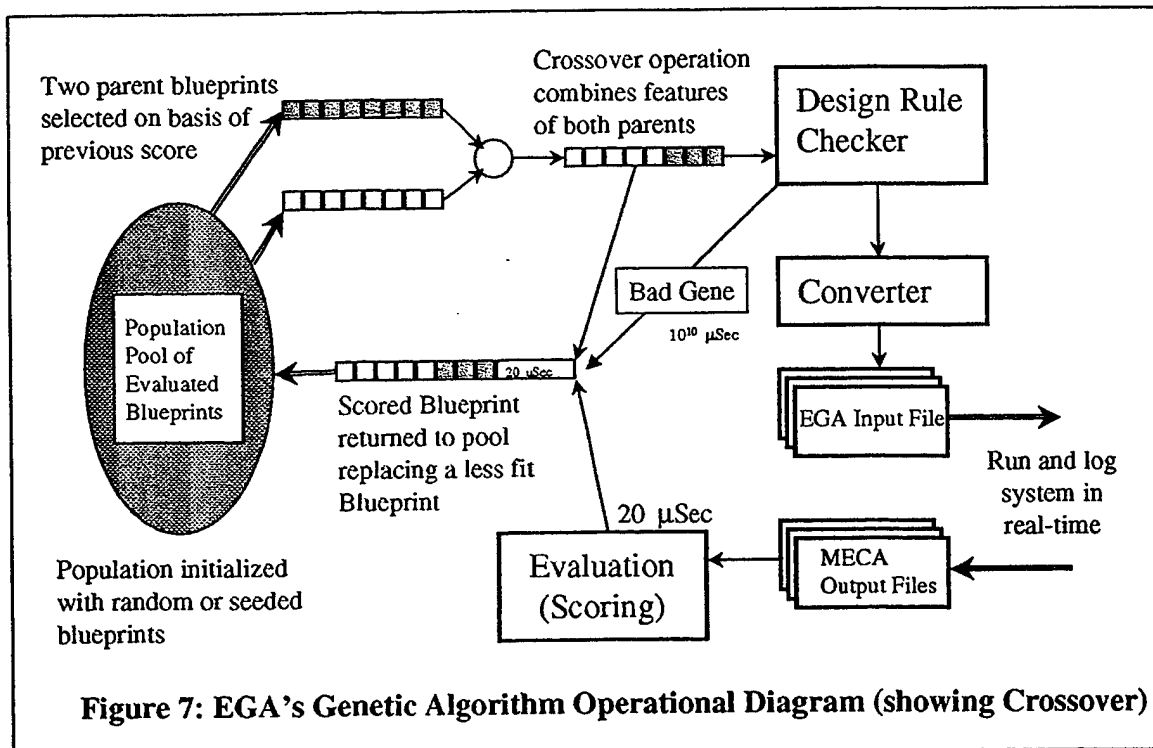 Two parent blueprints
selected on basis of
previous score
Crossover operation
combines features
of both parents
Design Rule
Checker
Bad Gene
10¹⁰ µSec
Converter
Population
Pool of
Evaluated
Blueprints
20 µSec
Scored Blueprint
returned to pool
replacing a less fit
Blueprint
EGA Input File
Run and log
system in
real-time
20 µSec
Evaluation
(Scoring)
MECA
Output Files
Population initialized
with random or seeded
blueprints
Figure 7: EGA's Genetic Algorithm Operational Diagram (showing Crossover)